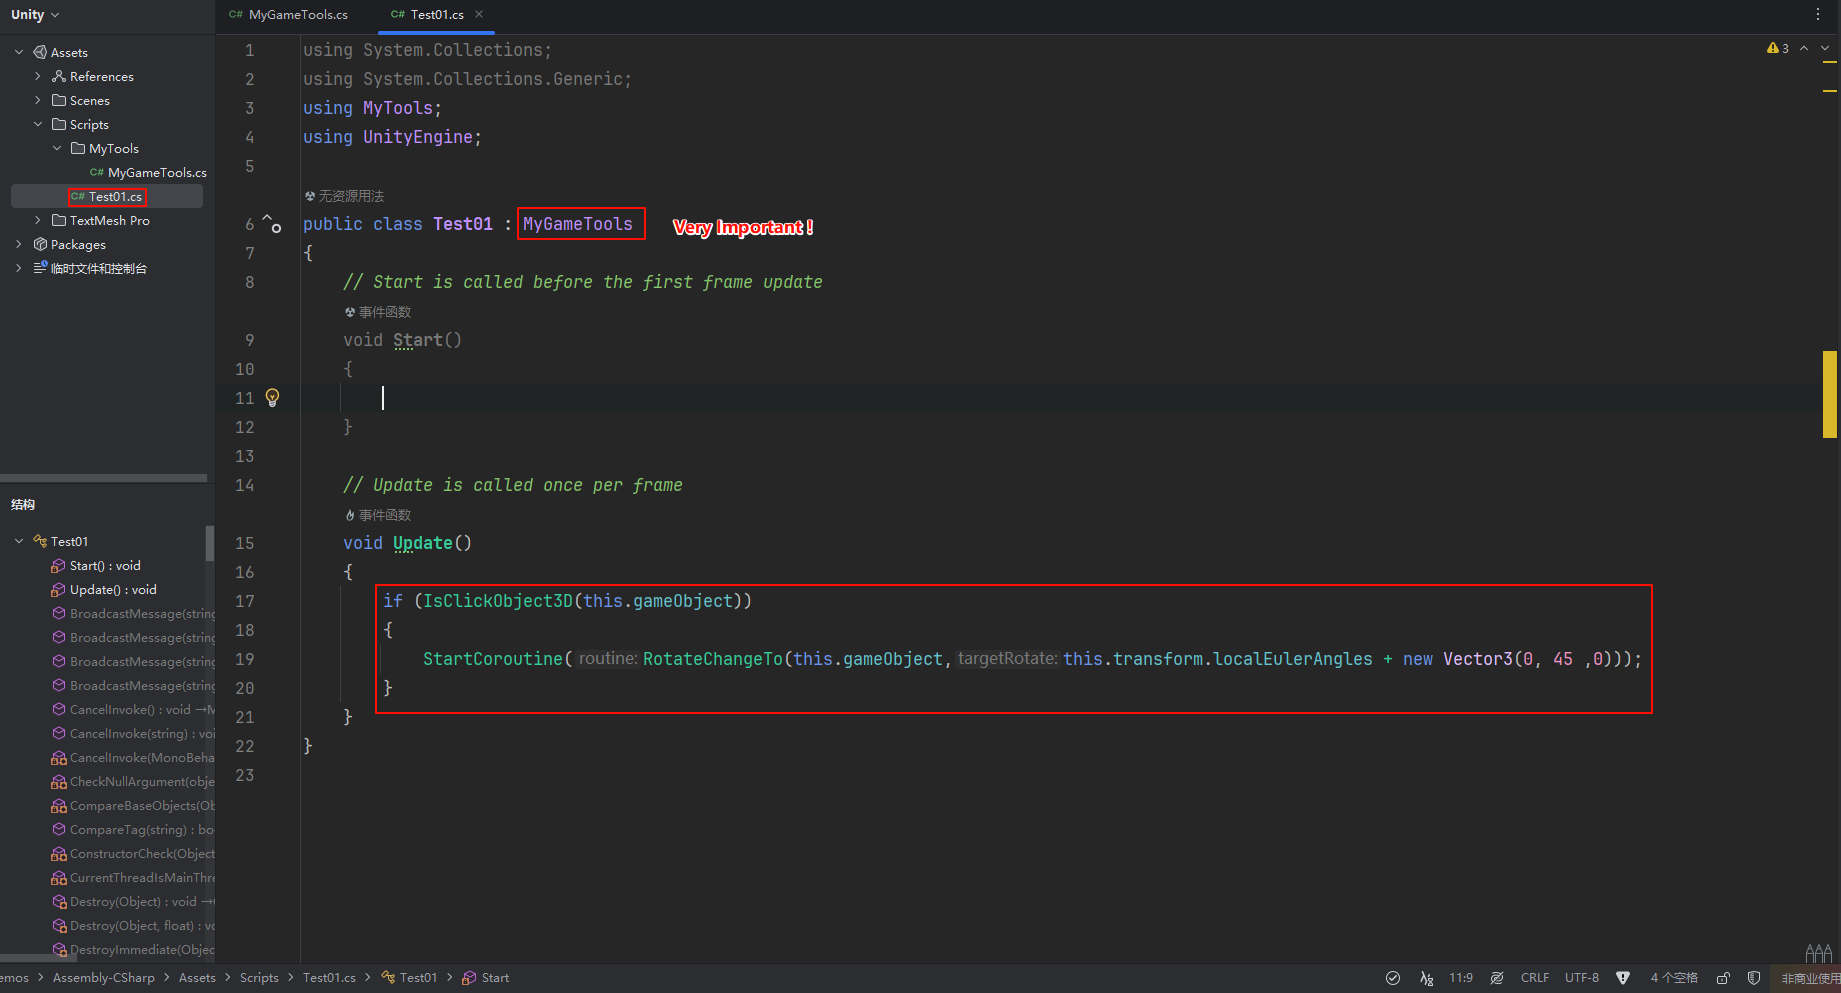 Unity
Assets
References
Scenes
Scripts
MyTools
C# MyGameTools.cs
C# Test01.cs
TextMesh Pro
Packages
临时文件和控制台
结构
Test01
Start() : void
Update() : void
BroadcastMessage(string
BroadcastMessage(string
BroadcastMessage(string
BroadcastMessage(string
CancelInvoke() : void →M
CancelInvoke(string) : voi
CancelInvoke(MonoBeha
CheckNullArgument(obje
CompareBaseObjects(Ob
CompareTag(string) : bo
ConstructorCheck(Object
CurrentThreadIsMainThre
Destroy(Object) : void →
Destroy(Object, float) : vo
DestroyImmediate(Objec
C# MyGameTools.cs
C# Test01.cs
3
1 using System.Collections;
2 using System.Collections.Generic;
3 using MyTools;
4 using UnityEngine;
5
无资源用法
6 public class Test01 : MyGameTools Very Important !
7 {
8 // Start is called before the first frame update
事件函数
9 void Start()
10 {
11
12 }
13
14 // Update is called once per frame
事件函数
15 void Update()
16 {
17 if (IsClickObject3D(this.gameObject))
18 {
19 StartCoroutine( routine: RotateChangeTo(this.gameObject, targetRotate: this.transform.localEulerAngles + new Vector3(0, 45 ,0)));
20 }
21 }
22 }
23
emos > Assembly-CSharp > Assets > Scripts > Test01.cs > Test01 > Start
11:9 CRLF UTF-8 4 个空格 非商业使用